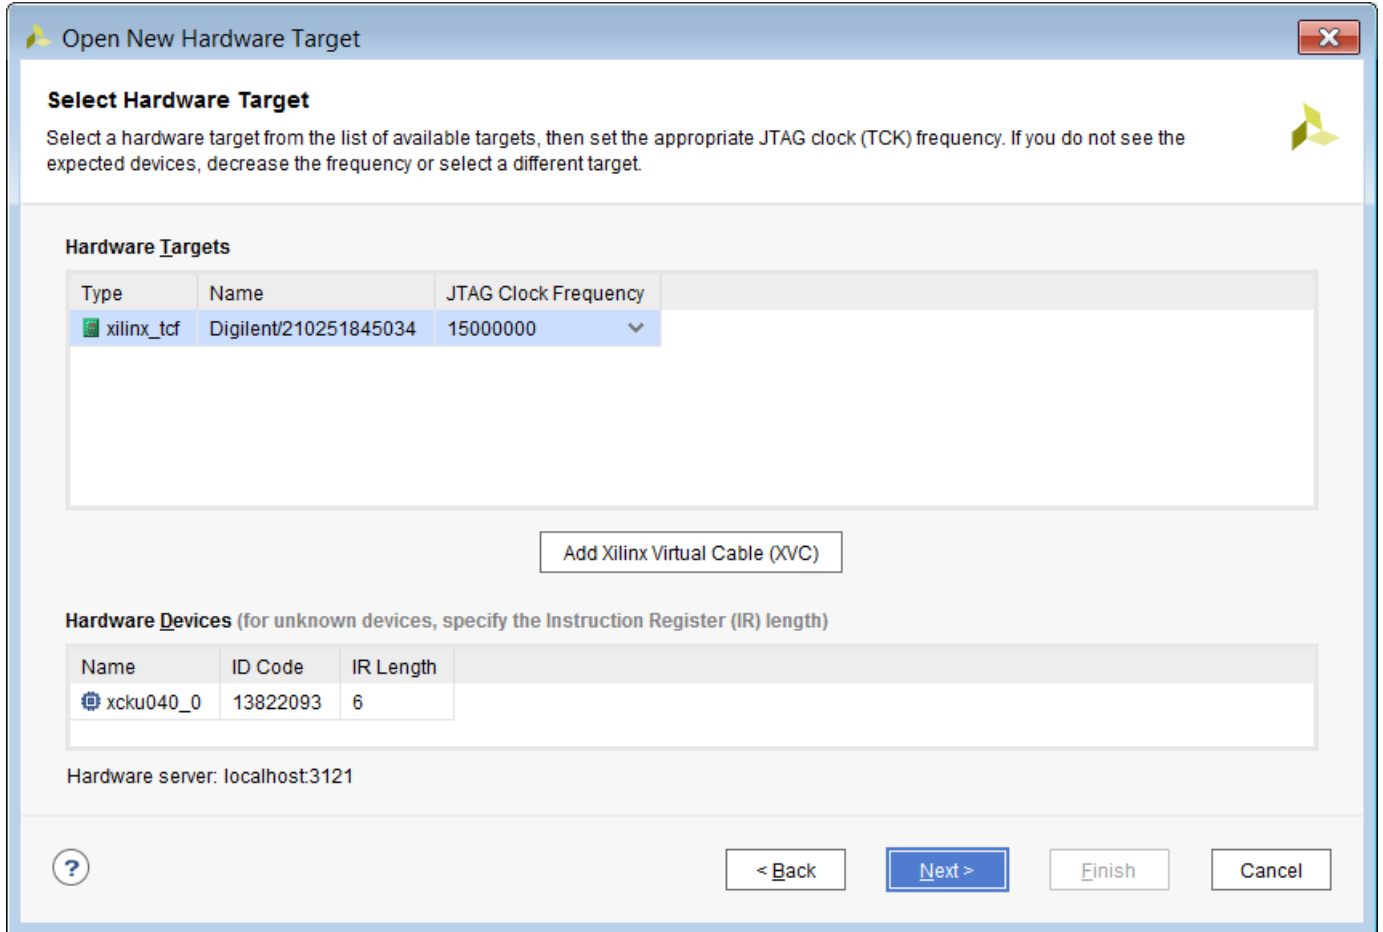 Open New Hardware Target
Select Hardware Target
Select a hardware target from the list of available targets, then set the appropriate JTAG clock (TCK) frequency. If you do not see the
expected devices, decrease the frequency or select a different target.
Hardware Targets
Type Name JTAG Clock Frequency
xilinx_tcf Digilent/210251845034 15000000
Add Xilinx Virtual Cable (XVC)
Hardware Devices (for unknown devices, specify the Instruction Register (IR) length)
Name ID Code IR Length
xcku040_0 13822093 6
Hardware server: localhost:3121
? < Back Next > Finish Cancel